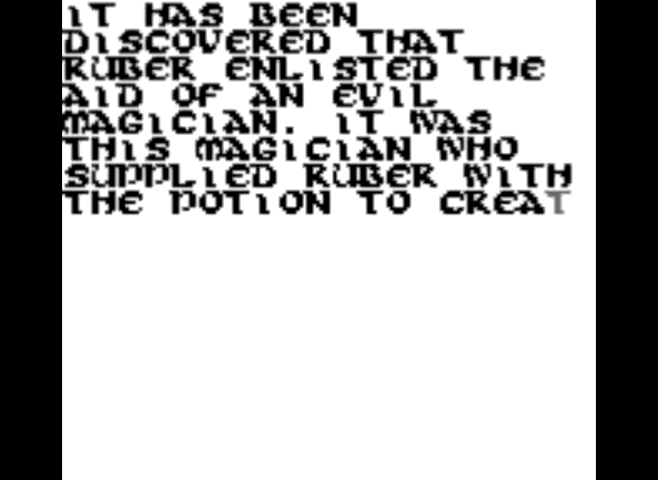 IT HAS BEEN
DISCOVERED THAT
RUBER ENLISTED THE
AID OF AN EVIL
MAGICIAN. IT WAS
THIS MAGICIAN WHO
SUPPLIED RUBER WITH
THE POTION TO CREAT